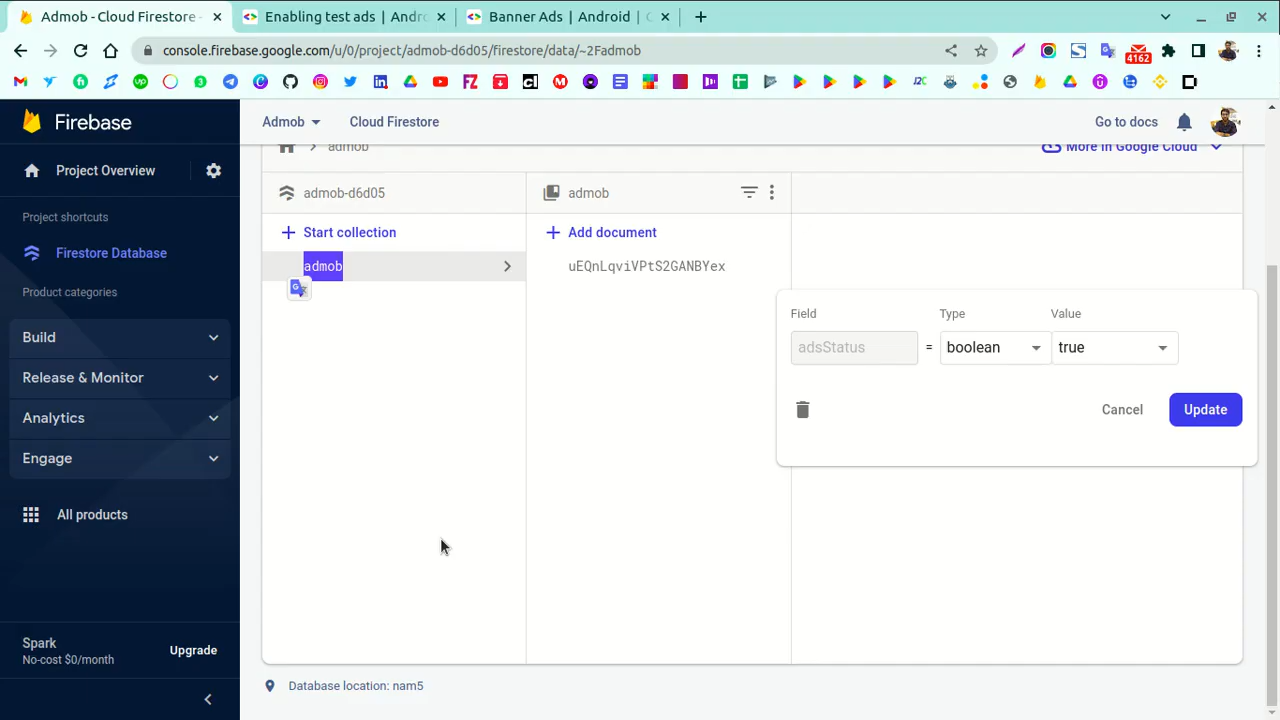 Admob - Cloud Firestore -
Enabling test ads | Andro
Banner Ads | Android | G
console.firebase.google.com/u/0/project/admob-d6d05/firestore/data/~2Fadmob
4162
Firebase
Admob
Cloud Firestore
Go to docs
Project Overview
admob
More in Google Cloud
Project shortcuts
Firestore Database
Product categories
Build
Release & Monitor
Analytics
Engage
All products
Spark
No-cost $0/month
Upgrade
admob-d6d05
Start collection
admob
admob
Add document
uEQnLqviVPtS2GANBYex
Field
Type
Value
adsStatus
=
boolean
true
Cancel
Update
Database location: nam5